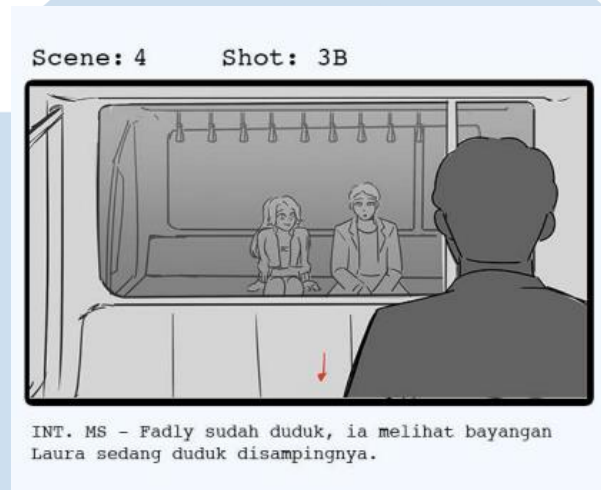 Scene: 4 Shot: 3B
INT. MS – Fadly sudah duduk, ia melihat bayangan
Laura sedang duduk disampingnya.